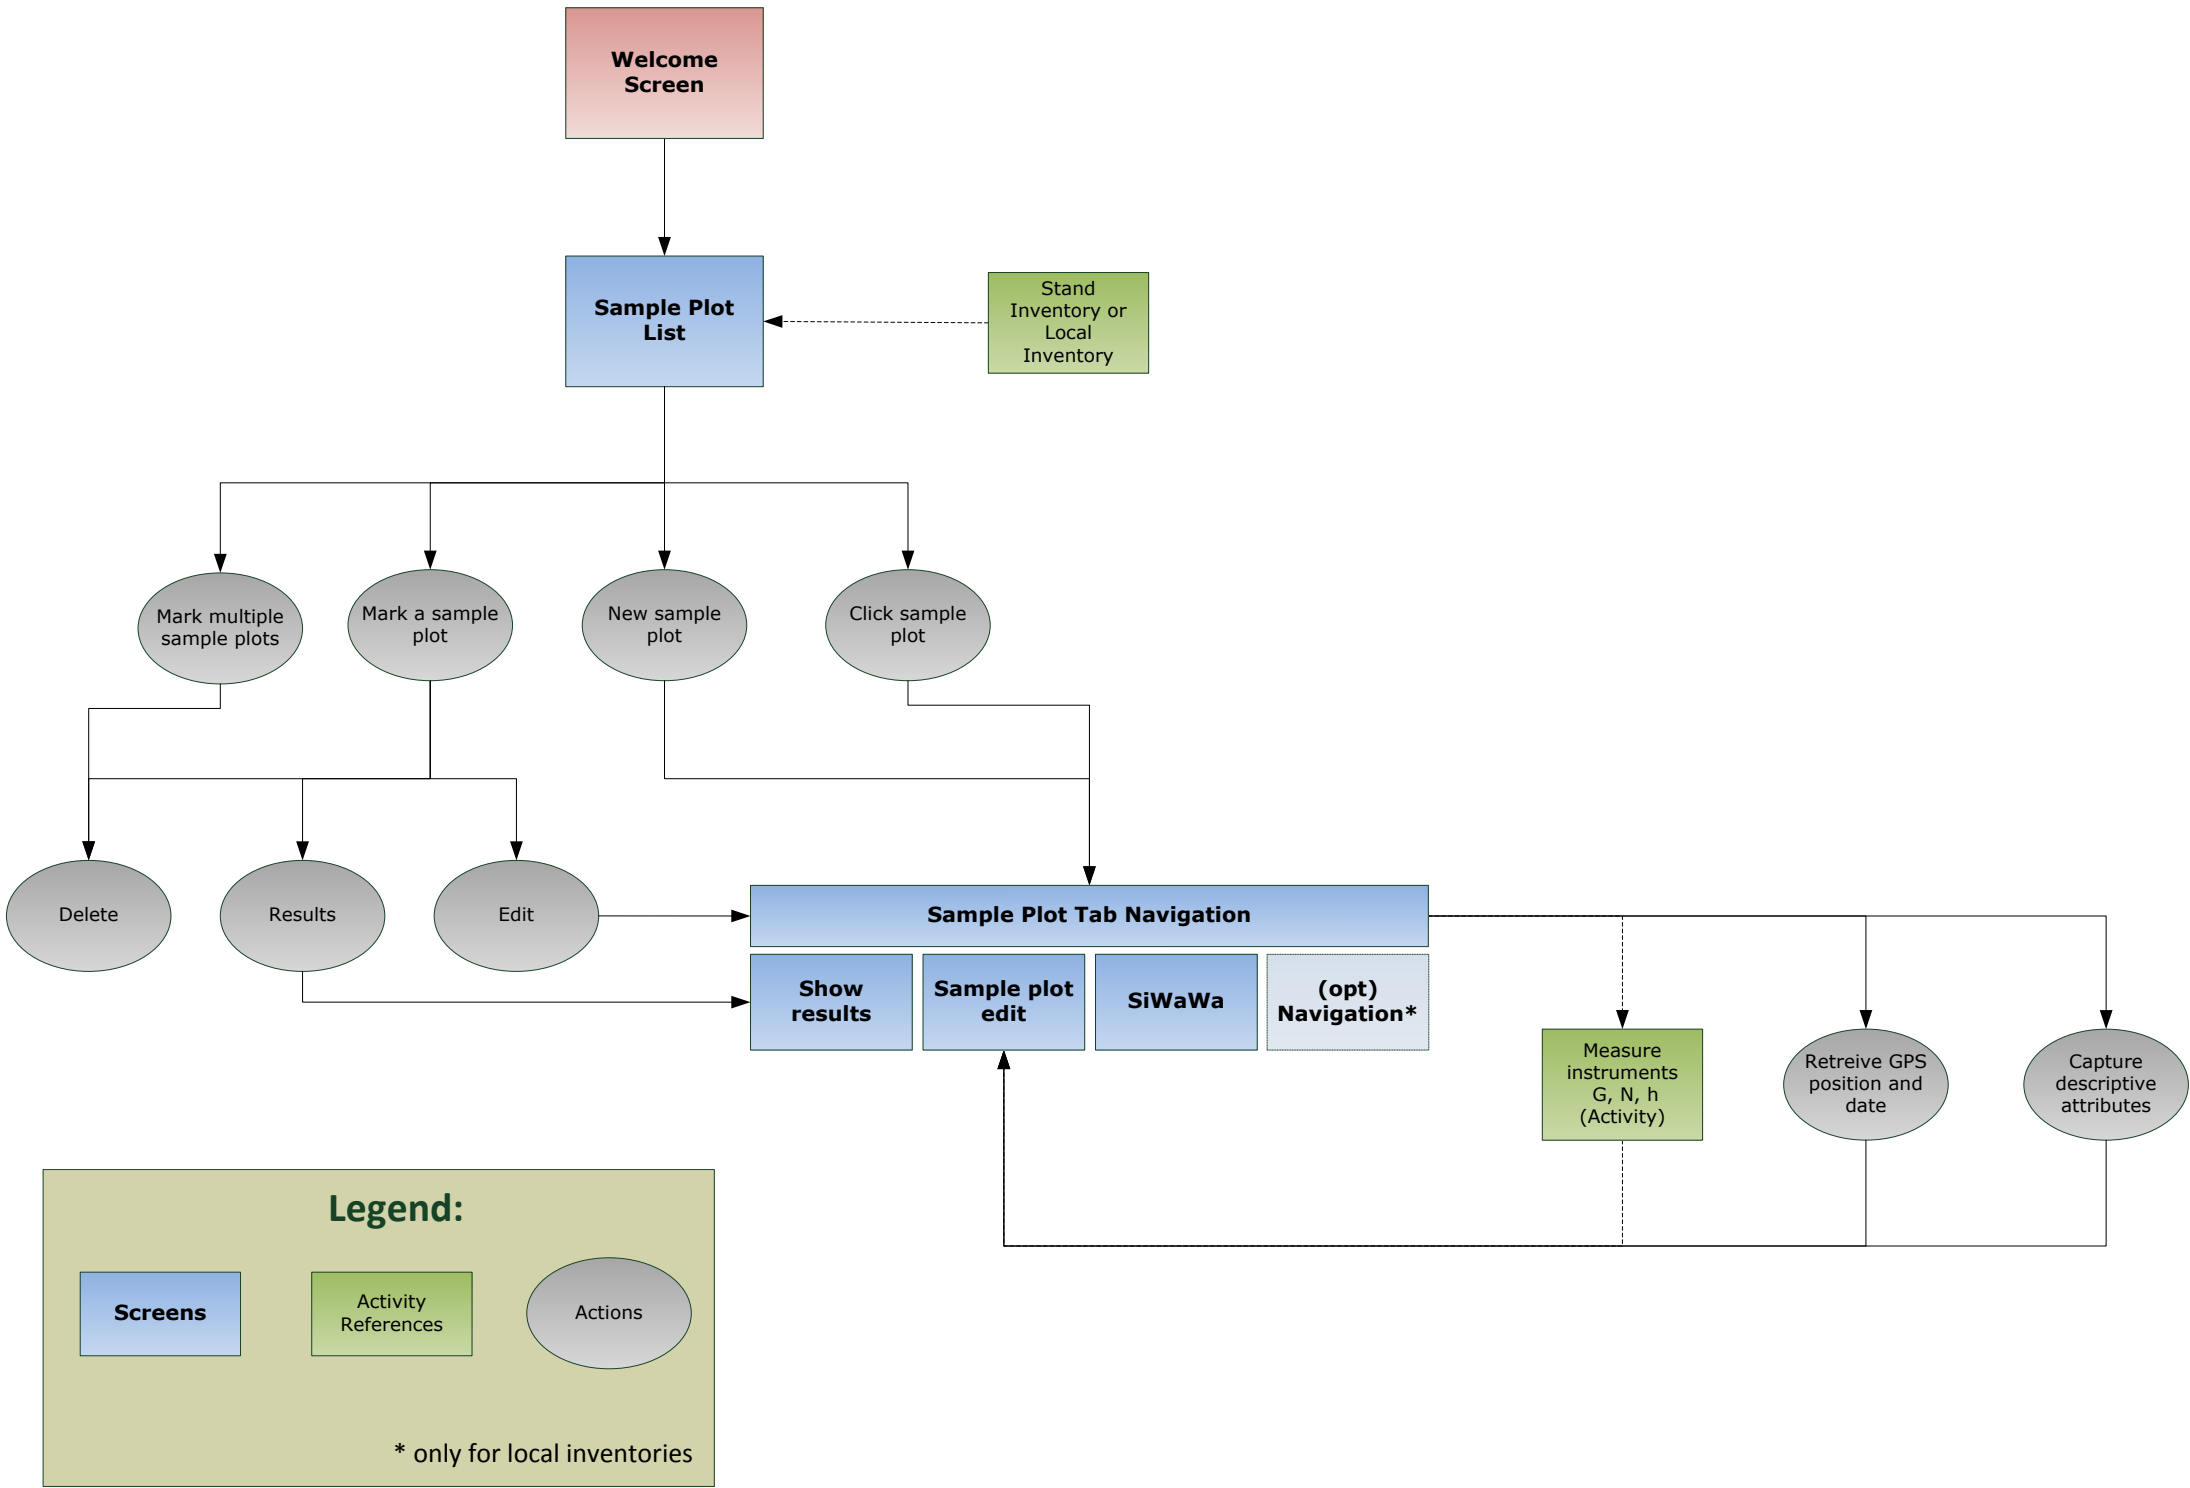 Welcome
Screen
Sample Plot
List
Stand
Inventory or
Local
Inventory
Mark multiple
sample plots
Mark a sample
plot
New sample
plot
Click sample
plot
Delete
Results
Edit
Sample Plot Tab Navigation
Show
results
Sample plot
edit
SiWaWa
(opt)
Navigation*
Measure
instruments
G, N, h
(Activity)
Retreive GPS
position and
date
Capture
descriptive
attributes
Legend:
Screens
Activity
References
Actions
* only for local inventories